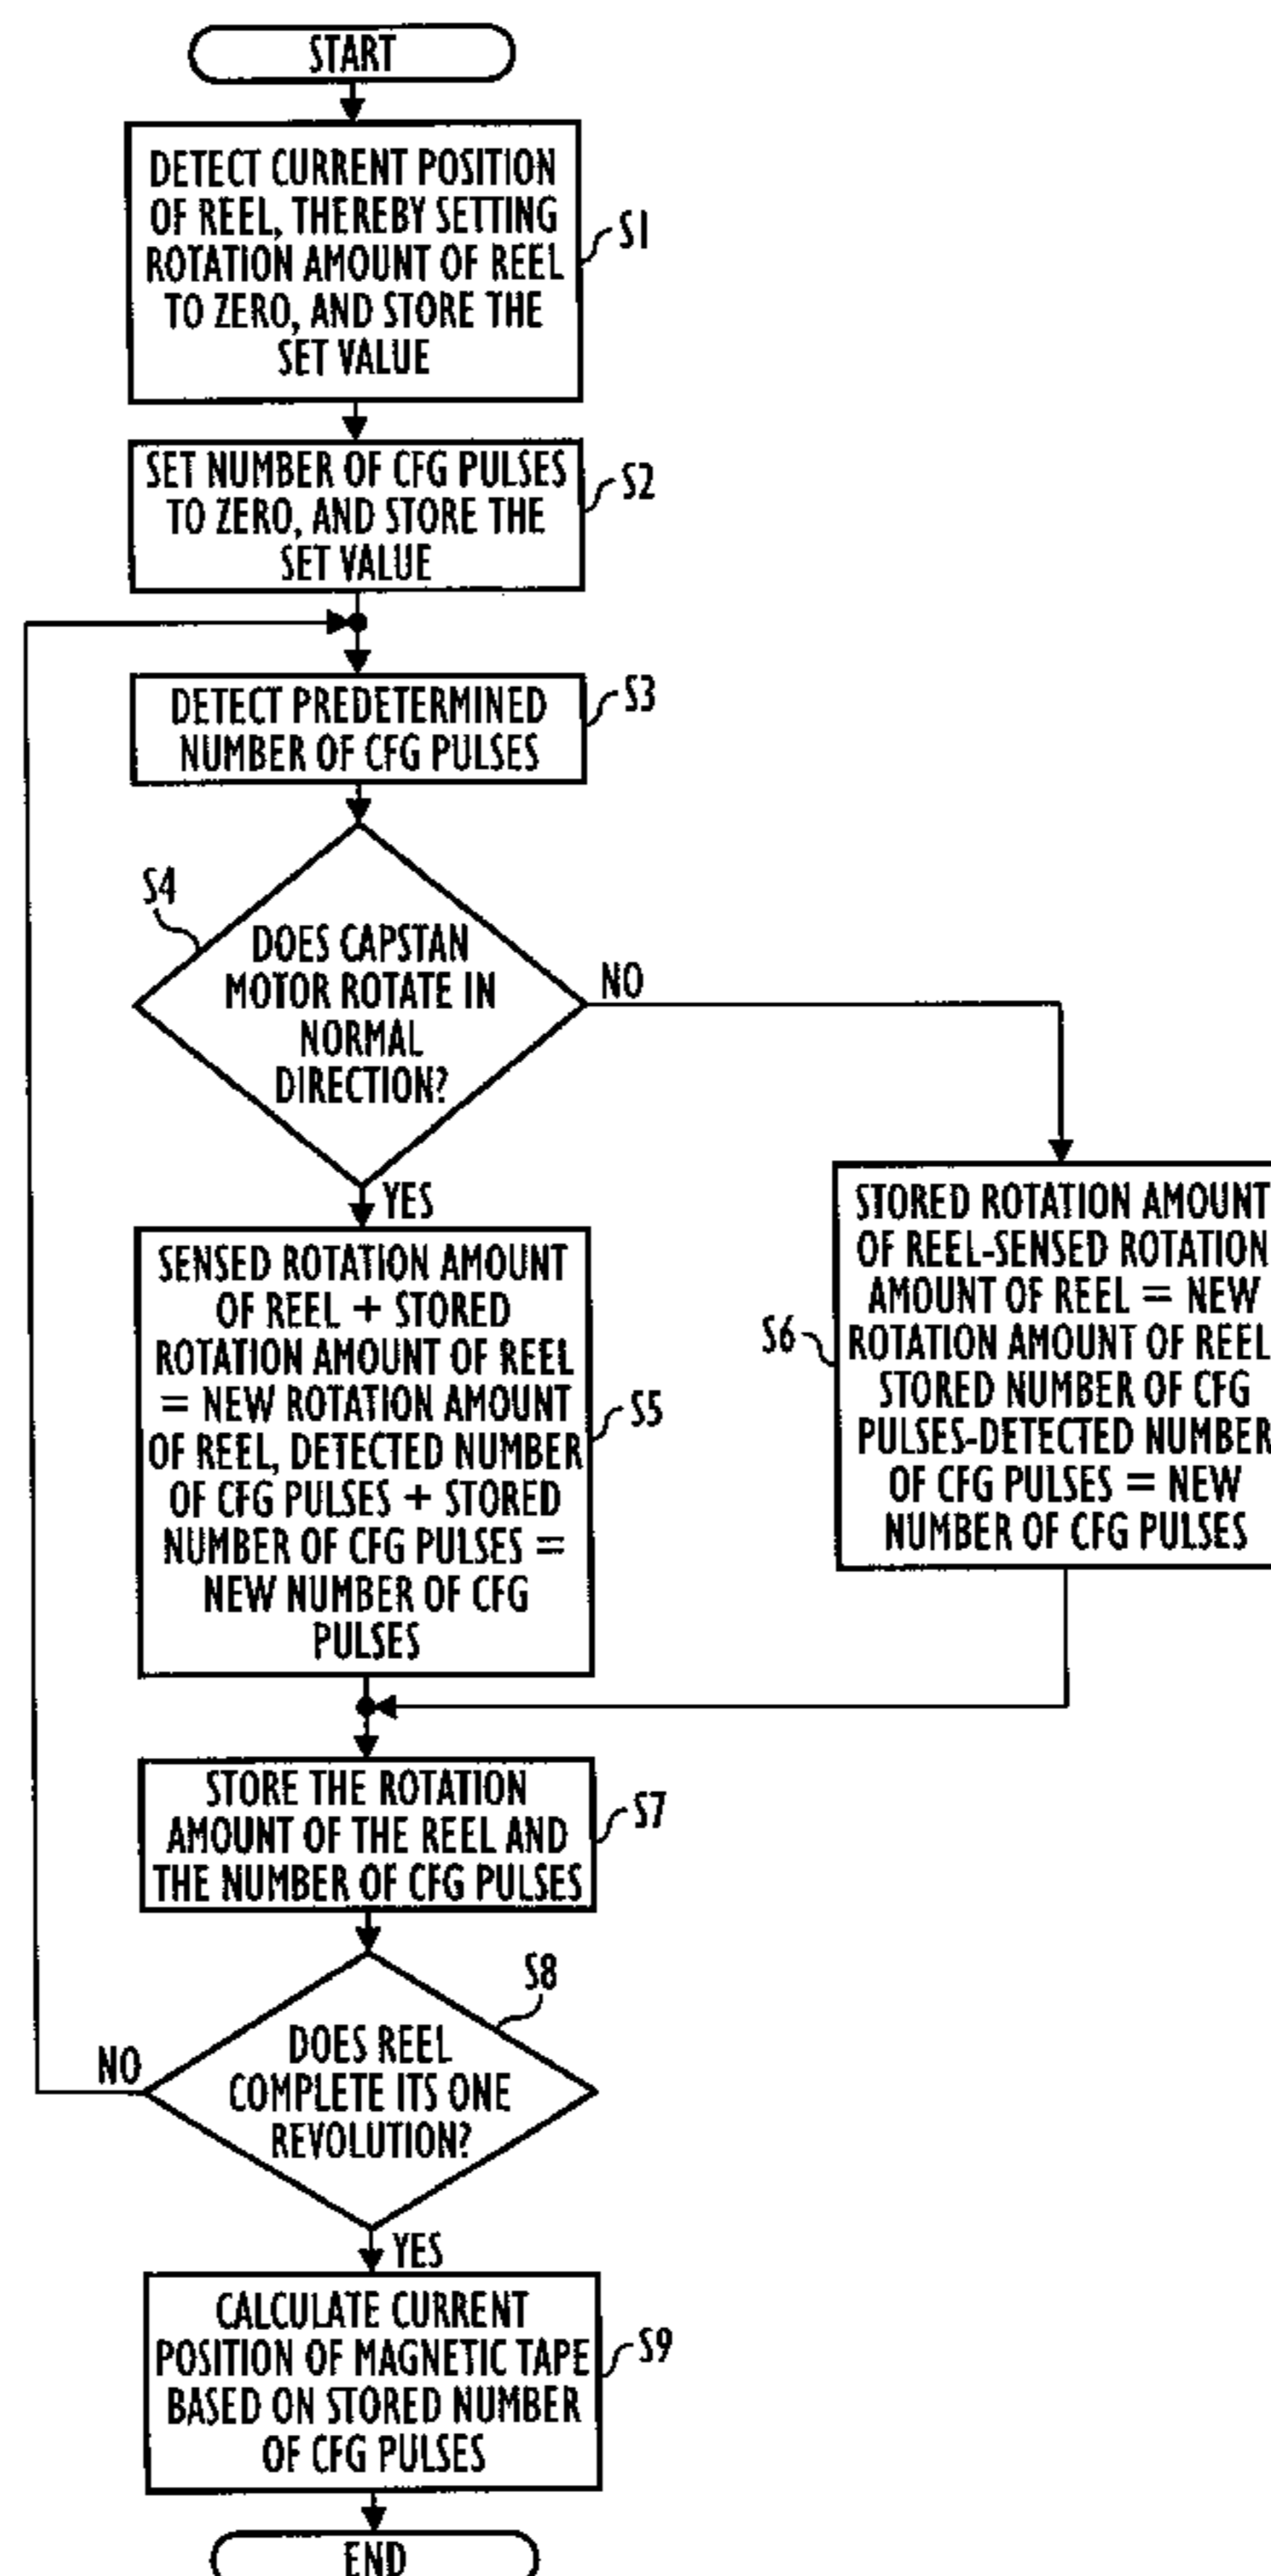 START
DETECT CURRENT POSITION
OF REEL, THEREBY SETTING
ROTATION AMOUNT OF REEL
TO ZERO, AND STORE THE
SET VALUE
S1
SET NUMBER OF CFG PULSES
TO ZERO, AND STORE THE
SET VALUE
S2
DETECT PREDETERMINED
NUMBER OF CFG PULSES
S3
S4
DOES CAPSTAN
MOTOR ROTATE IN
NORMAL
DIRECTION?
NO
YES
SENSED ROTATION AMOUNT
OF REEL + STORED
ROTATION AMOUNT OF REEL
= NEW ROTATION AMOUNT
OF REEL, DETECTED NUMBER
OF CFG PULSES + STORED
NUMBER OF CFG PULSES =
NEW NUMBER OF CFG
PULSES
S5
S6
STORED ROTATION AMOUNT
OF REEL-SENSED ROTATION
AMOUNT OF REEL = NEW
ROTATION AMOUNT OF REEL
STORED NUMBER OF CFG
PULSES-DETECTED NUMBER
OF CFG PULSES = NEW
NUMBER OF CFG PULSES
STORE THE ROTATION
AMOUNT OF THE REEL AND
THE NUMBER OF CFG PULSES
S7
S8
DOES REEL
COMPLETE ITS ONE
REVOLUTION?
NO
YES
CALCULATE CURRENT
POSITION OF MAGNETIC TAPE
BASED ON STORED NUMBER
OF CFG PULSES
S9
END